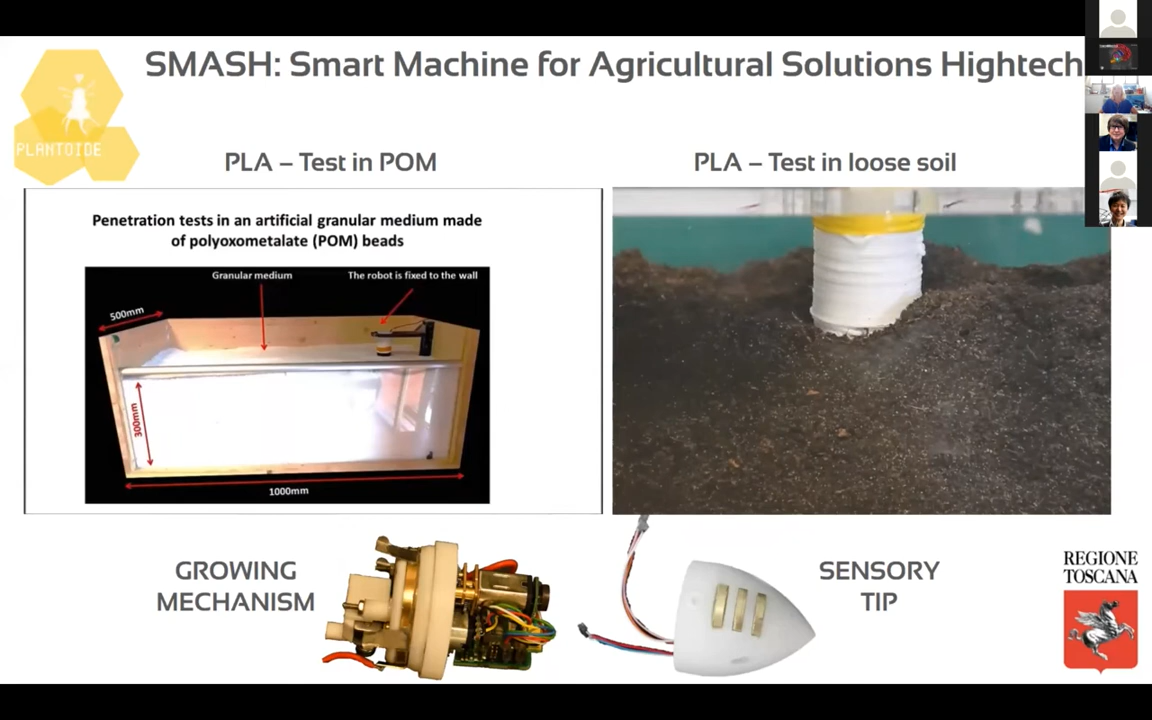 SMASH: Smart Machine for Agricultural Solutions Hightech
PLANTOIDE
PLA – Test in POM
PLA – Test in loose soil
Penetration tests in an artificial granular medium made
of polyoxometalate (POM) beads
Granular medium
The robot is fixed to the wall
500mm
300mm
1000mm
GROWING
MECHANISM
SENSORY
TIP
REGIONE
TOSCANA